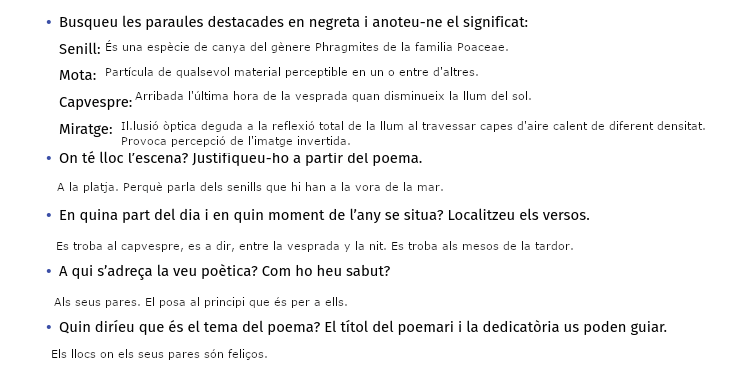 • Busqueu les paraules destacades en negreta i anoteu-ne el significat:
Senill: És una espècie de canya del gènere Phragmites de la familia Poaceae.
Mota: Partícula de qualsevol material perceptible en un o entre d'altres.
Capvespre: Arribada l'última hora de la vesprada quan disminueix la llum del sol.
Miratge: Il.lusió òptica deguda a la reflexió total de la llum al travessar capes d'aire calent de diferent densitat.
Provoca percepció de l'imatge invertida.
• On té lloc l'escena? Justifiqueu-ho a partir del poema.
A la platja. Perquè parla dels senills que hi han a la vora de la mar.
• En quina part del dia i en quin moment de l'any se situa? Localitzeu els versos.
Es troba al capvespre, es a dir, entre la vesprada y la nit. Es troba als mesos de la tardor.
• A qui s'adreça la veu poètica? Com ho heu sabut?
Als seus pares. El posa al principi que és per a ells.
• Quin diríeu que és el tema del poema? El títol del poemari i la dedicatòria us poden guiar.
Els llocs on els seus pares són feliços.